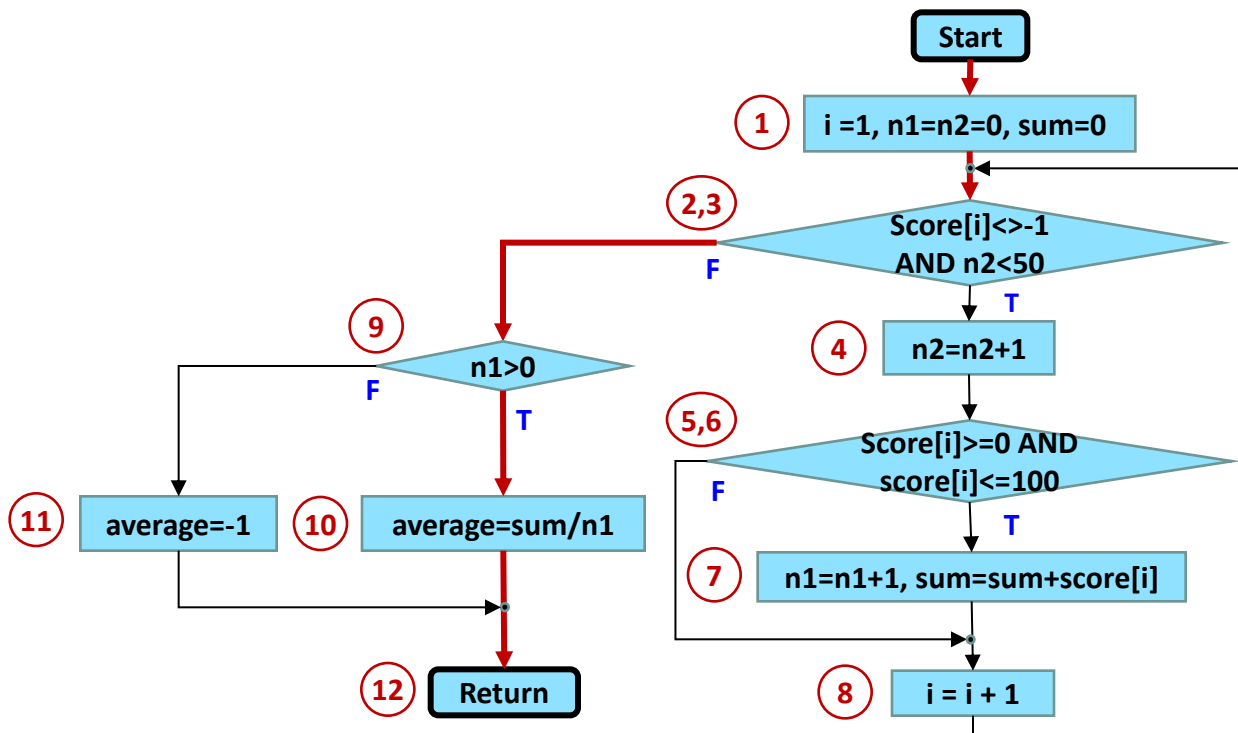 Start
1
i =1, n1=n2=0, sum=0
2,3
Score[i]<>-1
AND n2<50
F
T
9
4
n2=n2+1
n1>0
F
T
5,6
Score[i]>=0 AND
score[i]<=100
F
T
11
average=-1
10
average=sum/n1
7
n1=n1+1, sum=sum+score[i]
12
Return
8
i = i + 1